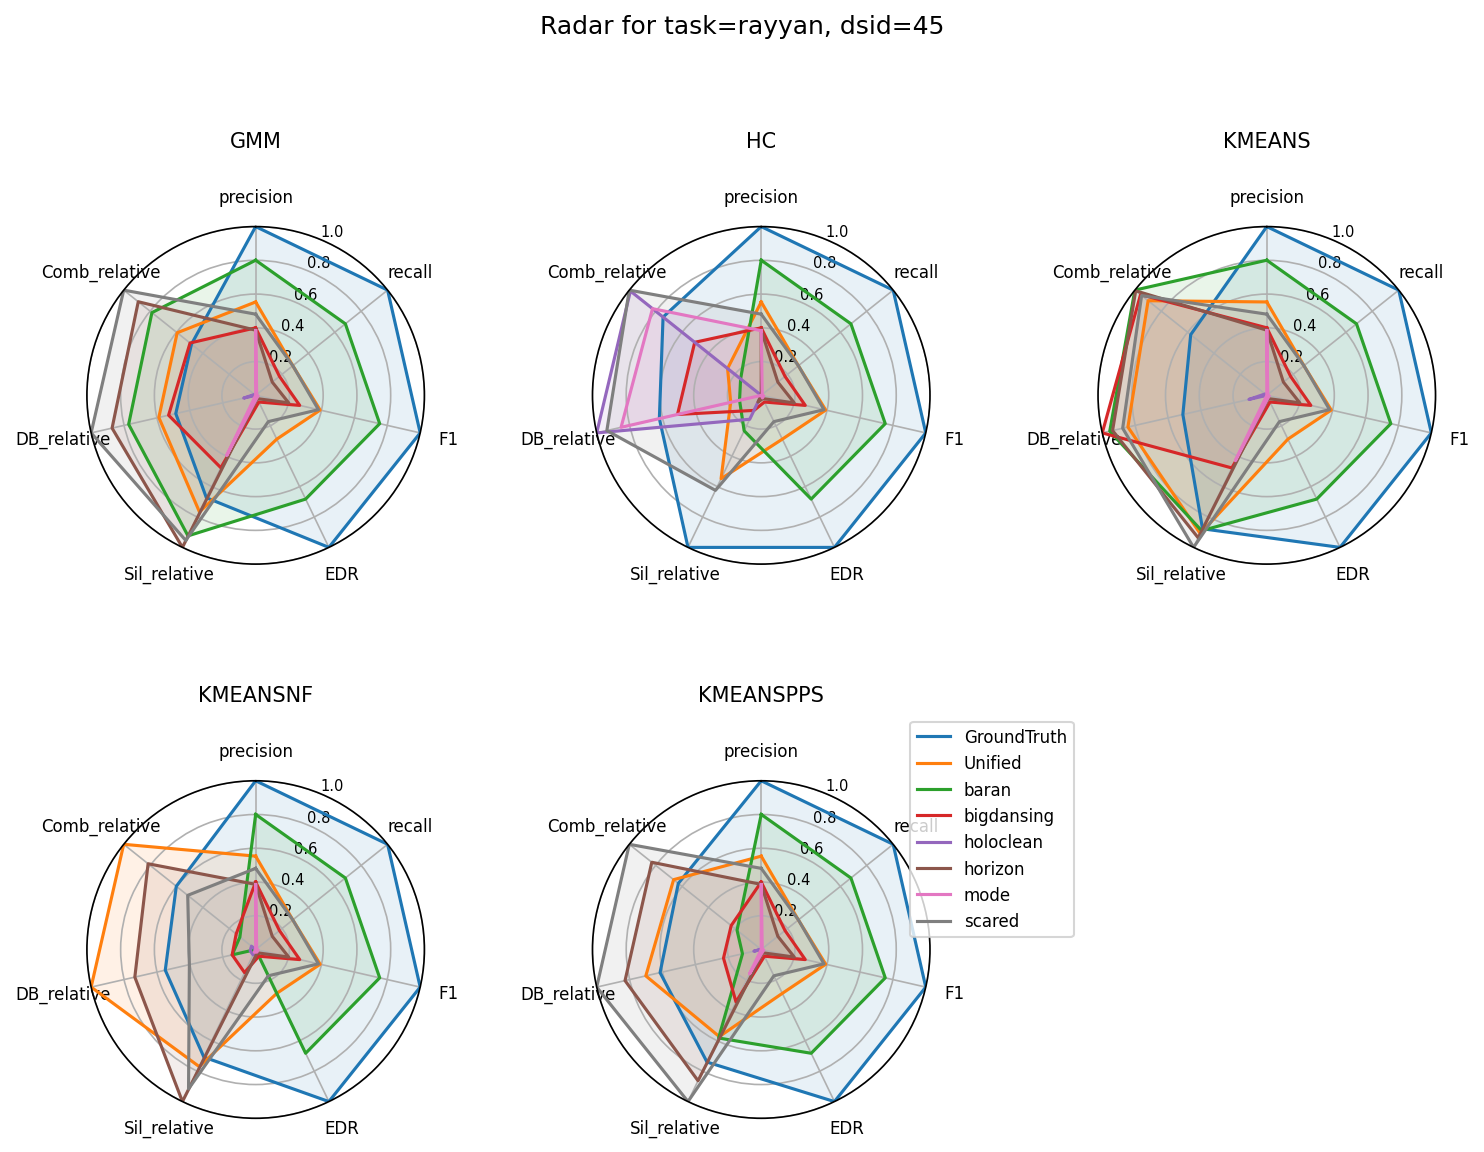 Radar for task=rayyan, dsid=45
GMM
precision
1.0
0.8
0.6
0.4
0.2
Comb_relative
recall
DB_relative
F1
Sil_relative
EDR
HC
precision
1.0
0.8
0.6
0.4
0.2
Comb_relative
recall
DB_relative
F1
Sil_relative
EDR
KMEANS
precision
1.0
0.8
0.6
0.4
0.2
Comb_relative
recall
DB_relative
F1
Sil_relative
EDR
KMEANSNF
precision
1.0
0.8
0.6
0.4
0.2
Comb_relative
recall
DB_relative
F1
Sil_relative
EDR
KMEANSPPS
precision
1.0
0.8
0.6
0.4
0.2
Comb_relative
recall
DB_relative
F1
Sil_relative
EDR
GroundTruth
Unified
baran
bigdansing
holoclean
horizon
mode
scared